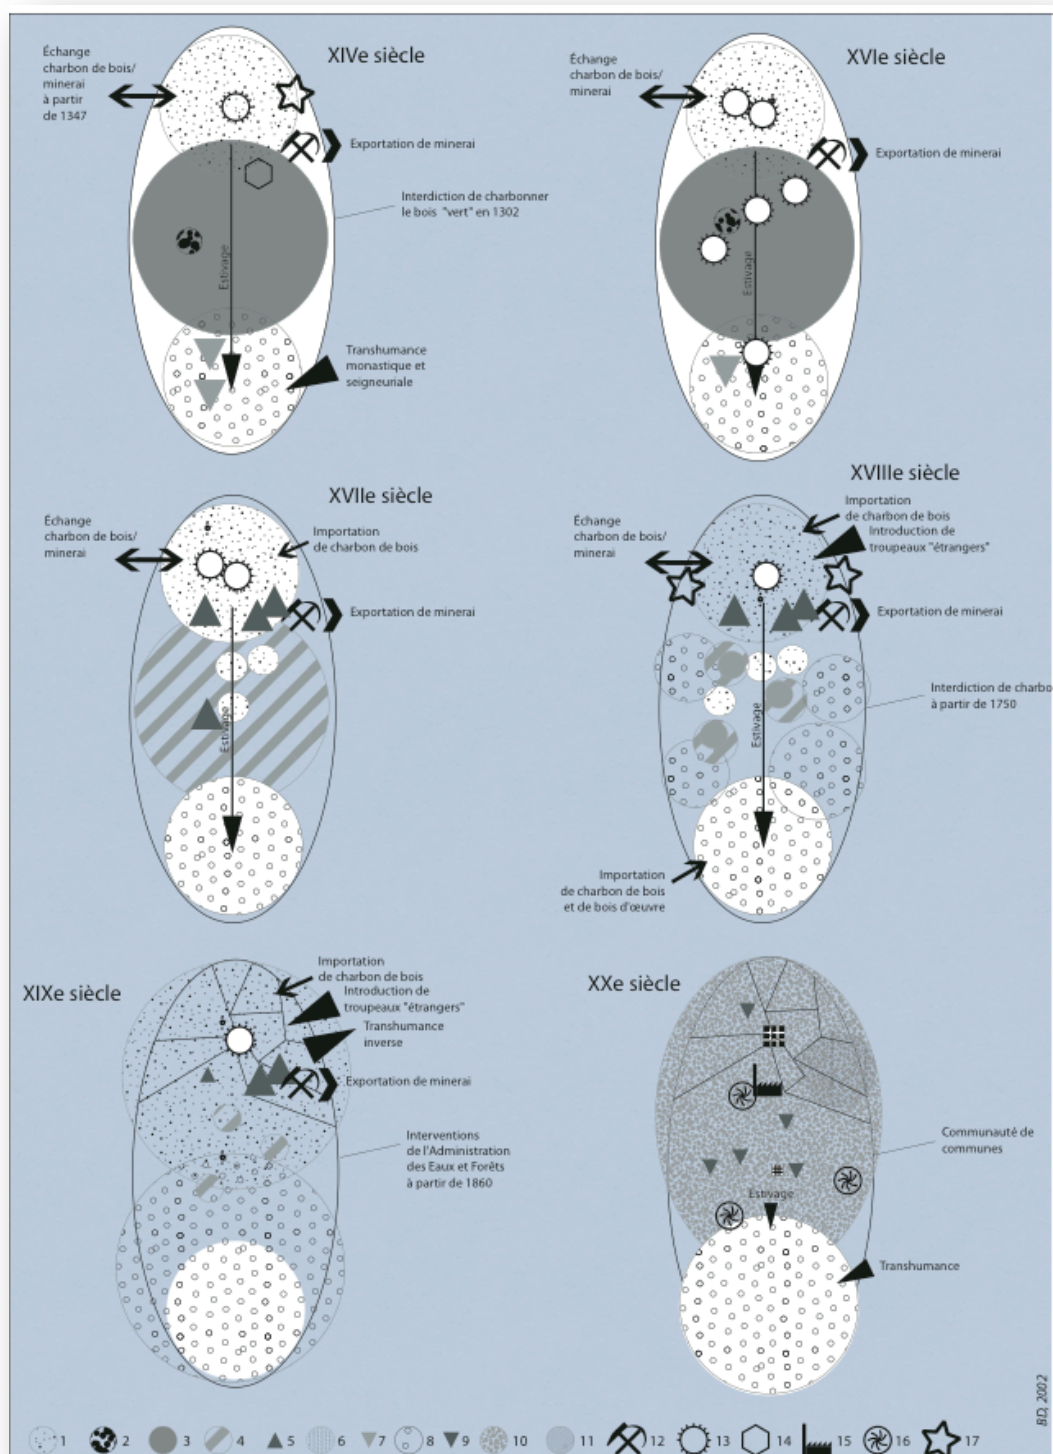 XIVe siècle
Échange
charbon de bois/
minerai
à partir
de 1347
Exportation de minerai
Interdiction de charbonner
le bois "vert" en 1302
Estivage
Transhumance
monastique et
seigneuriale
XVIe siècle
Échange
charbon de bois/
minerai
Exportation de minerai
Estivage
XVIIe siècle
Échange
charbon de bois/
minerai
Importation
de charbon de bois
Exportation de minerai
Estivage
XVIIIe siècle
Échange
charbon de bois/
minerai
Importation
de charbon de bois
Introduction de
troupeaux "étrangers"
Exportation de minerai
Interdiction de charbo
à partir de 1750
Estivage
Importation
de charbon de bois
et de bois d'œuvre
XIXe siècle
Importation
de charbon de bois
Introduction de
troupeaux "étrangers"
Transhumance
inverse
Exportation de minerai
Interventions
de l'Administration
des Eaux et Forêts
à partir de 1860
XXe siècle
Communauté de
communes
Estivage
Transhumance
BD, 2002
1 2 3 4 5 6 7 8 9 10 11 12 13 14 15 16 17